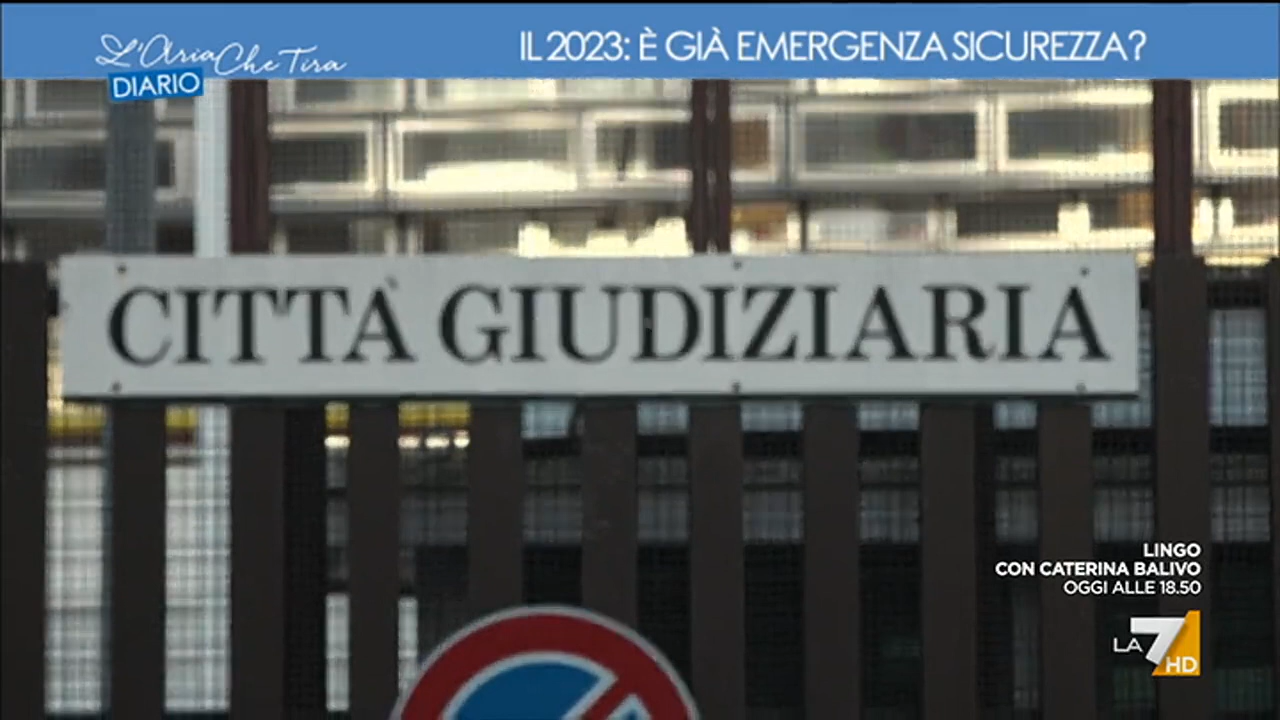 L'Aria Che Tira
DIARIO
IL 2023: È GIÀ EMERGENZA SICUREZZA?
CITTÀ GIUDIZIARIA
LINGO
CON CATERINA BALIVO
OGGI ALLE 18.50
LA7
HD